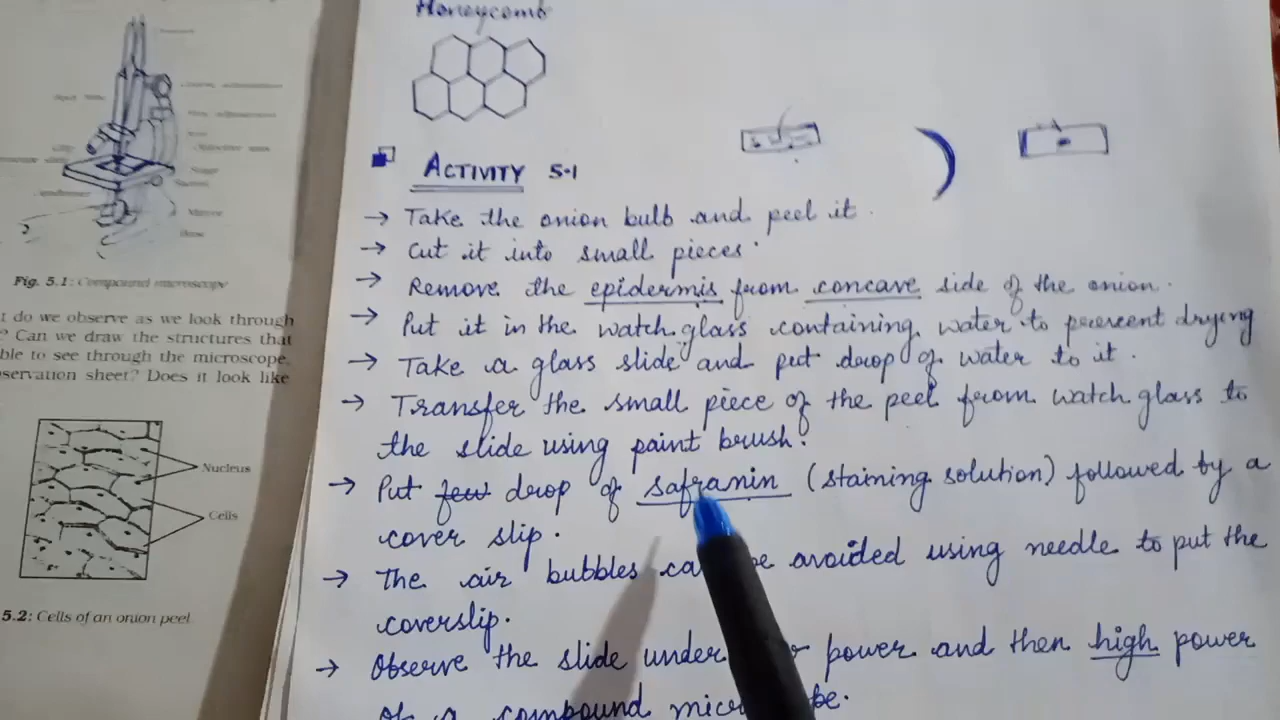 Honeycomb
ACTIVITY 5.1
→ Take the onion bulb and peel it.
→ Cut it into small pieces.
→ Remove the epidermis from concave side of the onion.
→ Put it in the watch glass containing water to prevent drying
→ Take a glass slide and put drop of water to it.
→ Transfer the small piece of the peel from watch glass to
the slide using paint brush.
→ Put few drop of safranin (staining solution) followed by a
cover slip.
→ The air bubbles be avoided using needle to put the
coverslip.
→ Observe the slide under power and then high power
of a compound
Fig. 5.1: Compound microscope
t do we observe as we look through
? Can we draw the structures that
ble to see through the microscope,
servation sheet? Does it look like
Nucleus
Cells
5.2: Cells of an onion peel